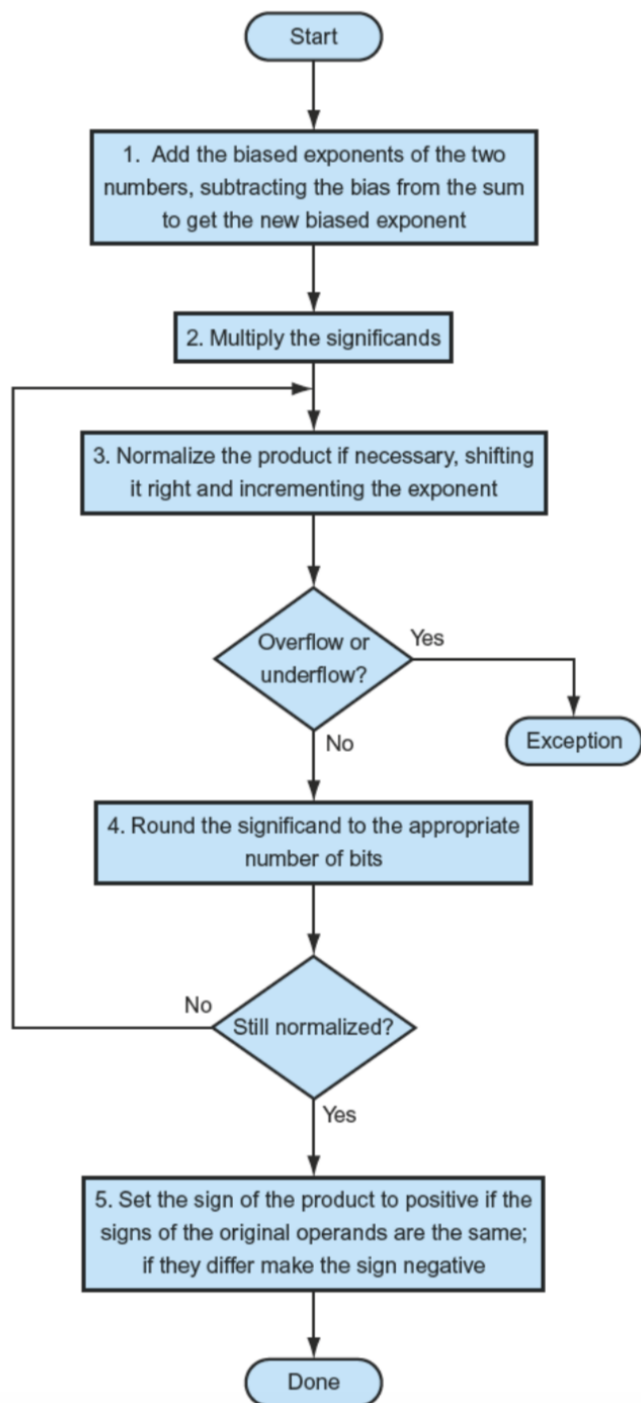 Start
1. Add the biased exponents of the two
numbers, subtracting the bias from the sum
to get the new biased exponent
2. Multiply the significands
3. Normalize the product if necessary, shifting
it right and incrementing the exponent
Overflow or
underflow?
Yes
Exception
No
4. Round the significand to the appropriate
number of bits
No
Still normalized?
Yes
5. Set the sign of the product to positive if the
signs of the original operands are the same;
if they differ make the sign negative
Done